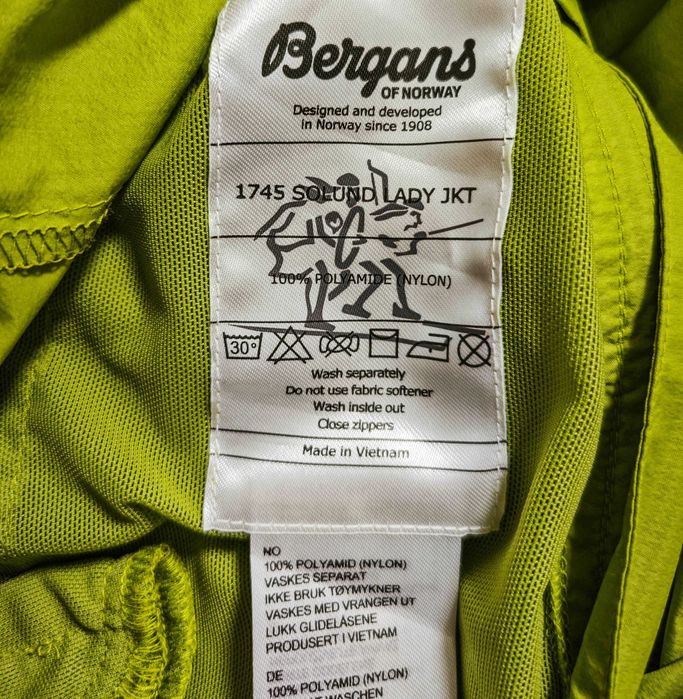 Bergans
OF NORWAY
Designed and developed
in Norway since 1908
1745 SOLUND LADY JKT
100% POLYAMIDE (NYLON)
30°
Wash separately
Do not use fabric softener
Wash inside out
Close zippers
Made in Vietnam
NO
100% POLYAMID (NYLON)
VASKES SEPARAT
IKKE BRUK TØYMYKNER
VASKES MED VRANGEN UT
LUKK GLIDELÅSENE
PRODUSERT I VIETNAM
DE
100% POLYAMID (NYLON)
WASCHEN